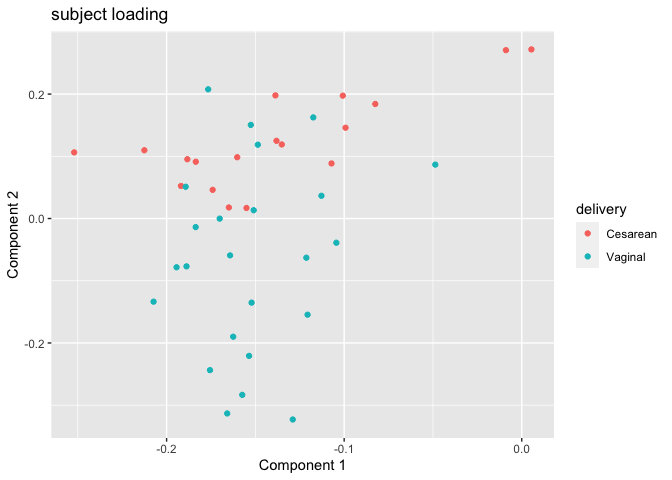 subject loading
0.2
0.0
-0.2
Component 2
-0.2
-0.1
0.0
Component 1
delivery
Cesarean
Vaginal